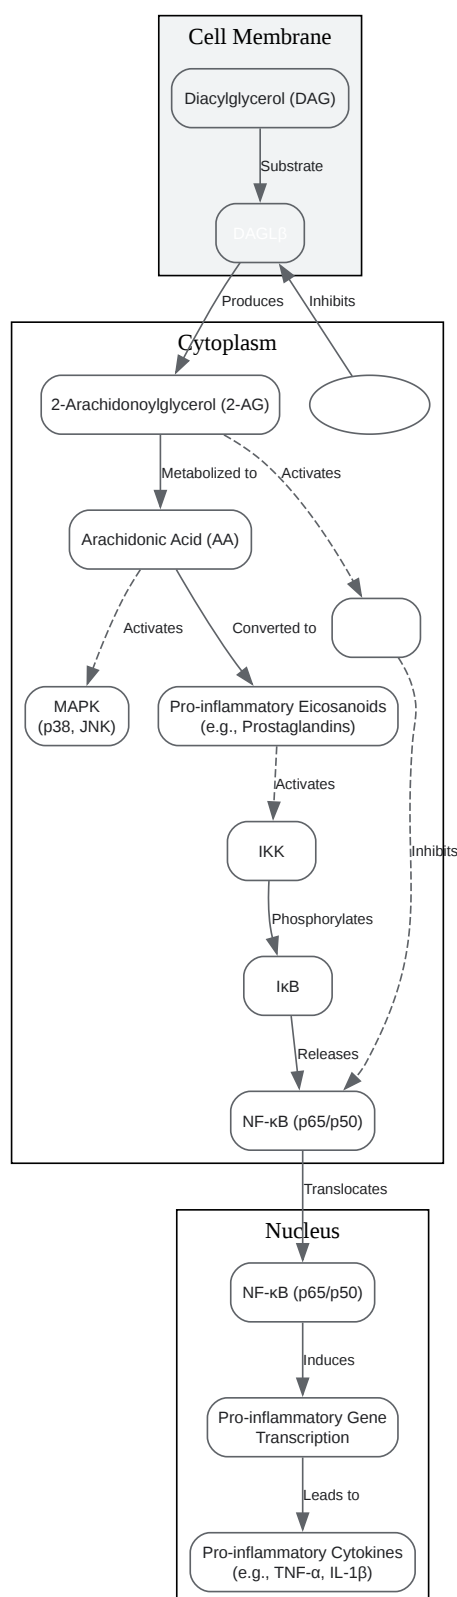 Cell Membrane
Diacylglycerol (DAG)
Substrate
DAGLβ
Produces
Inhibits
Cytoplasm
2-Arachidonoylglycerol (2-AG)
Metabolized to
Activates
Arachidonic Acid (AA)
Activates
Converted to
MAPK
(p38, JNK)
Pro-inflammatory Eicosanoids
(e.g., Prostaglandins)
Activates
IKK
Inhibits
Phosphorylates
IκB
Releases
NF-κB (p65/p50)
Translocates
Nucleus
NF-κB (p65/p50)
Induces
Pro-inflammatory Gene
Transcription
Leads to
Pro-inflammatory Cytokines
(e.g., TNF-α, IL-1β)